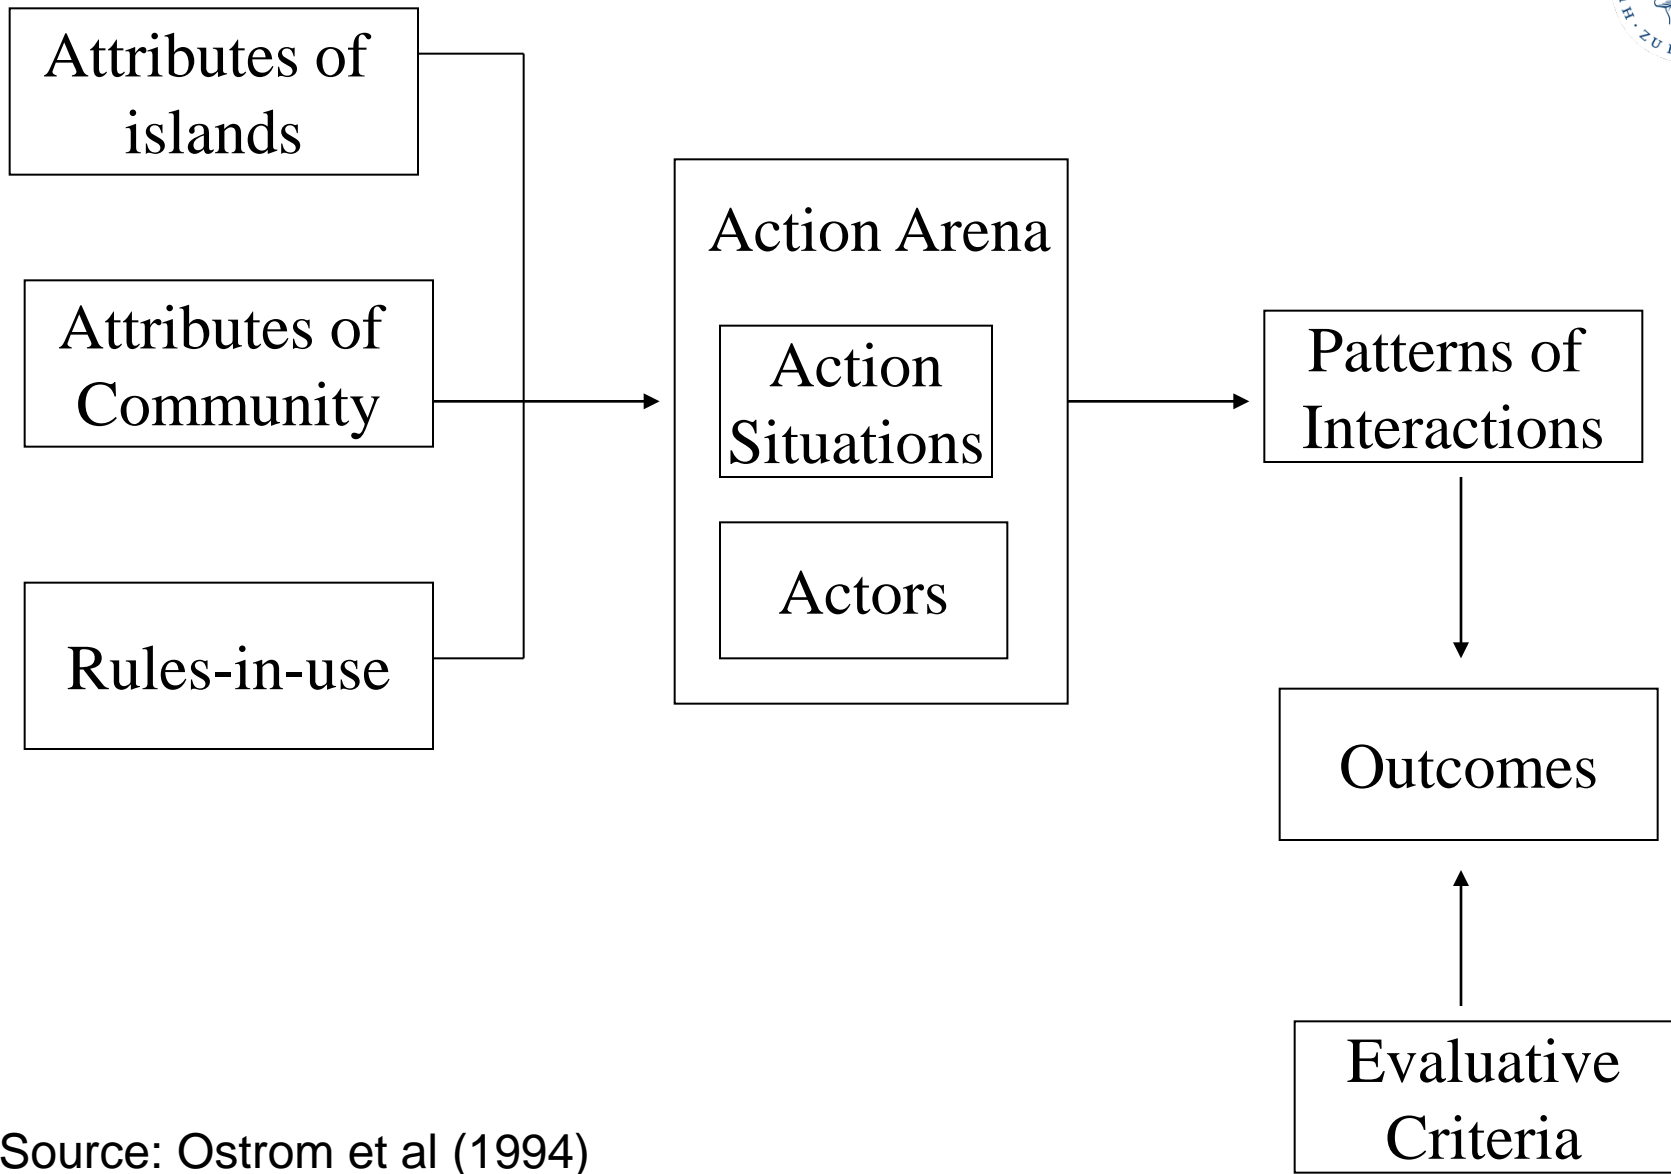 Attributes of
islands
Attributes of
Community
Rules-in-use
Action Arena
Action
Situations
Actors
Patterns of
Interactions
Outcomes
Evaluative
Criteria
Source: Ostrom et al (1994)